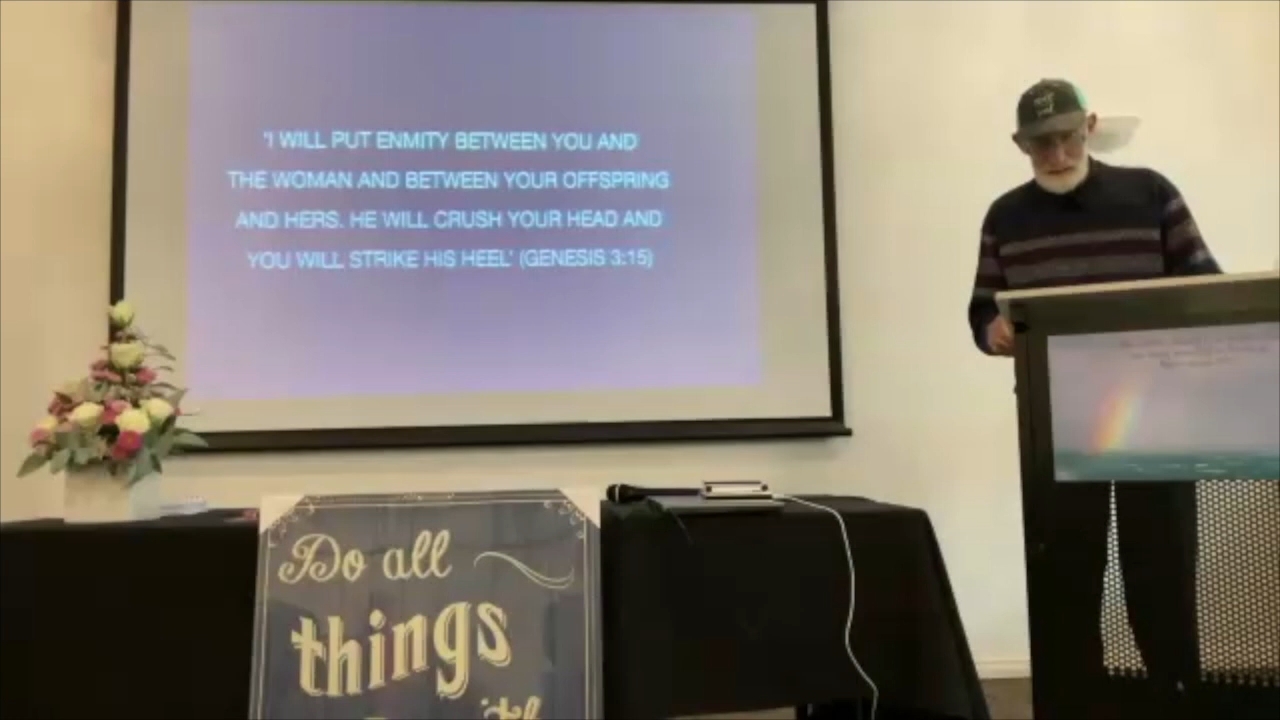 'I WILL PUT ENMITY BETWEEN YOU AND
THE WOMAN AND BETWEEN YOUR OFFSPRING
AND HERS. HE WILL CRUSH YOUR HEAD AND
YOU WILL STRIKE HIS HEEL' (GENESIS 3:15)
Do all
things